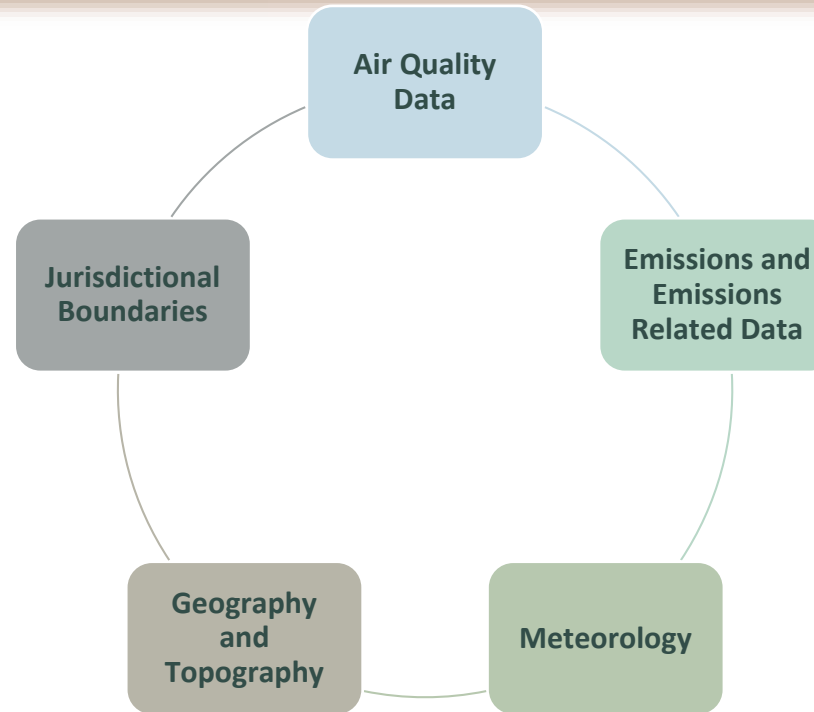 Air Quality
Data
Emissions and
Emissions
Related Data
Meteorology
Geography
and
Topography
Jurisdictional
Boundaries